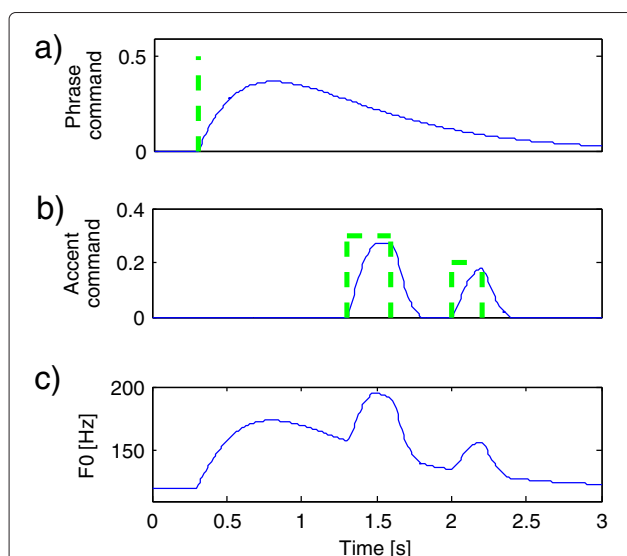 a)
Phrase
command
0.5
0
b)
Accent
command
0.4
0.2
0
c)
F0 [Hz]
200
150
0 0.5 1 1.5 2 2.5 3
Time [s]